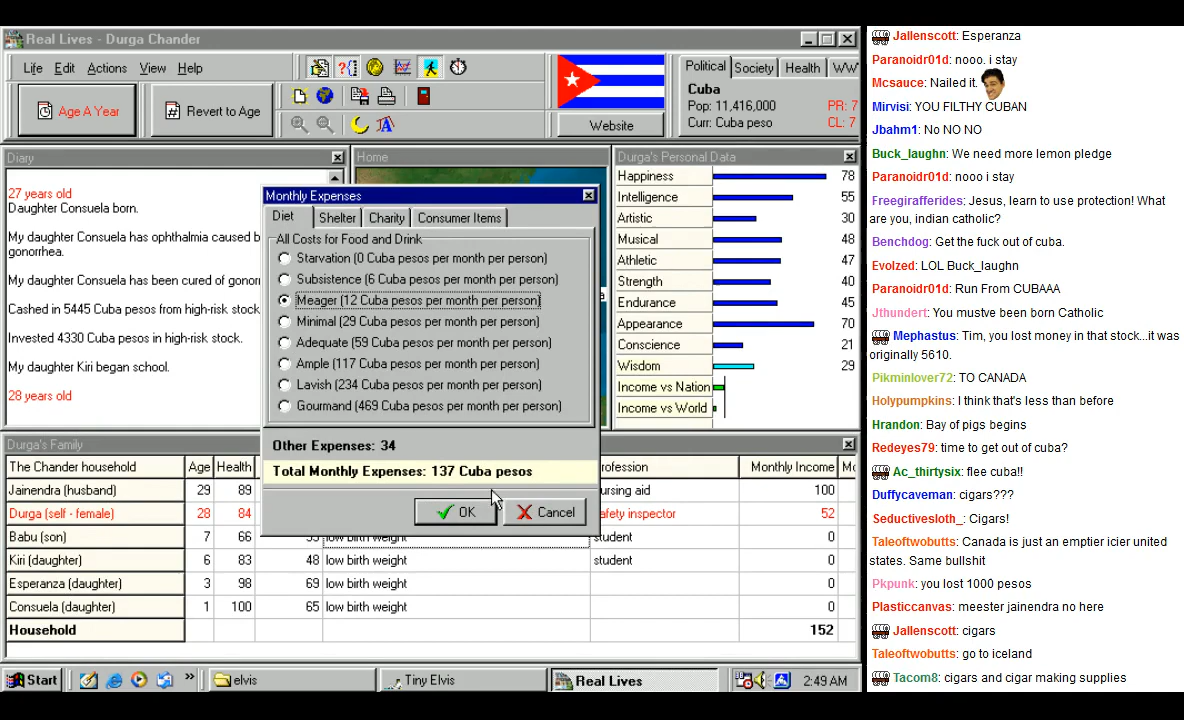 Real Lives - Durga Chander
Life Edit Actions View Help
Age A Year
Revert to Age
Website
Political Society Health WW
Cuba
Pop: 11,416,000 PR: 7
Curr: Cuba peso CL: 7
Diary
27 years old
Daughter Consuela born.
My daughter Consuela has ophthalmia caused b
gonorrhea.
My daughter Consuela has been cured of gonor
Cashed in 5445 Cuba pesos from high-risk stock
Invested 4330 Cuba pesos in high-risk stock.
My daughter Kiri began school.
28 years old
Home
Monthly Expenses
Diet Shelter Charity Consumer Items
All Costs for Food and Drink
Starvation (0 Cuba pesos per month per person)
Subsistence (6 Cuba pesos per month per person)
Meager (12 Cuba pesos per month per person)
Minimal (29 Cuba pesos per month per person)
Adequate (59 Cuba pesos per month per person)
Ample (117 Cuba pesos per month per person)
Lavish (234 Cuba pesos per month per person)
Gourmand (469 Cuba pesos per month per person)
Other Expenses: 34
Total Monthly Expenses: 137 Cuba pesos
OK Cancel
Durga's Personal Data
Happiness 78
Intelligence 55
Artistic 30
Musical 48
Athletic 47
Strength 40
Endurance 45
Appearance 70
Conscience 21
Wisdom 29
Income vs Nation
Income vs World
Durga's Family
The Chander household Age Health rofession Monthly Income Mo
Jainendra (husband) 29 89 ursing aid 100
Durga (self - female) 28 84 afety inspector 52
Babu (son) 7 66 low birth weight student 0
Kiri (daughter) 6 83 48 low birth weight student 0
Esperanza (daughter) 3 98 69 low birth weight 0
Consuela (daughter) 1 100 65 low birth weight 0
Household 152
Start elvis Tiny Elvis Real Lives 2:49 AM
Jallenscott: Esperanza
Paranoidr01d: nooo. i stay
Mcsauce: Nailed it.
Mirvisi: YOU FILTHY CUBAN
Jbahm1: No NO NO
Buck_laughn: We need more lemon pledge
Paranoidr01d: nooo i stay
Freegirafferides: Jesus, learn to use protection! What
are you, indian catholic?
Benchdog: Get the fuck out of cuba.
Evolzed: LOL Buck_laughn
Paranoidr01d: Run From CUBAAA
Jthundert: You mustve been born Catholic
Mephastus: Tim, you lost money in that stock...it was
originally 5610.
Pikminlover72: TO CANADA
Holypumpkins: I think that's less than before
Hrandon: Bay of pigs begins
Redeyes79: time to get out of cuba?
Ac_thirtysix: flee cuba!!
Duffycaveman: cigars???
Seductivesloth_: Cigars!
Taleoftwobutts: Canada is just an emptier icier united
states. Same bullshit
Pkpunk: you lost 1000 pesos
Plasticcanvas: meester jainendra no here
Jallenscott: cigars
Taleoftwobutts: go to iceland
Tacom8: cigars and cigar making supplies